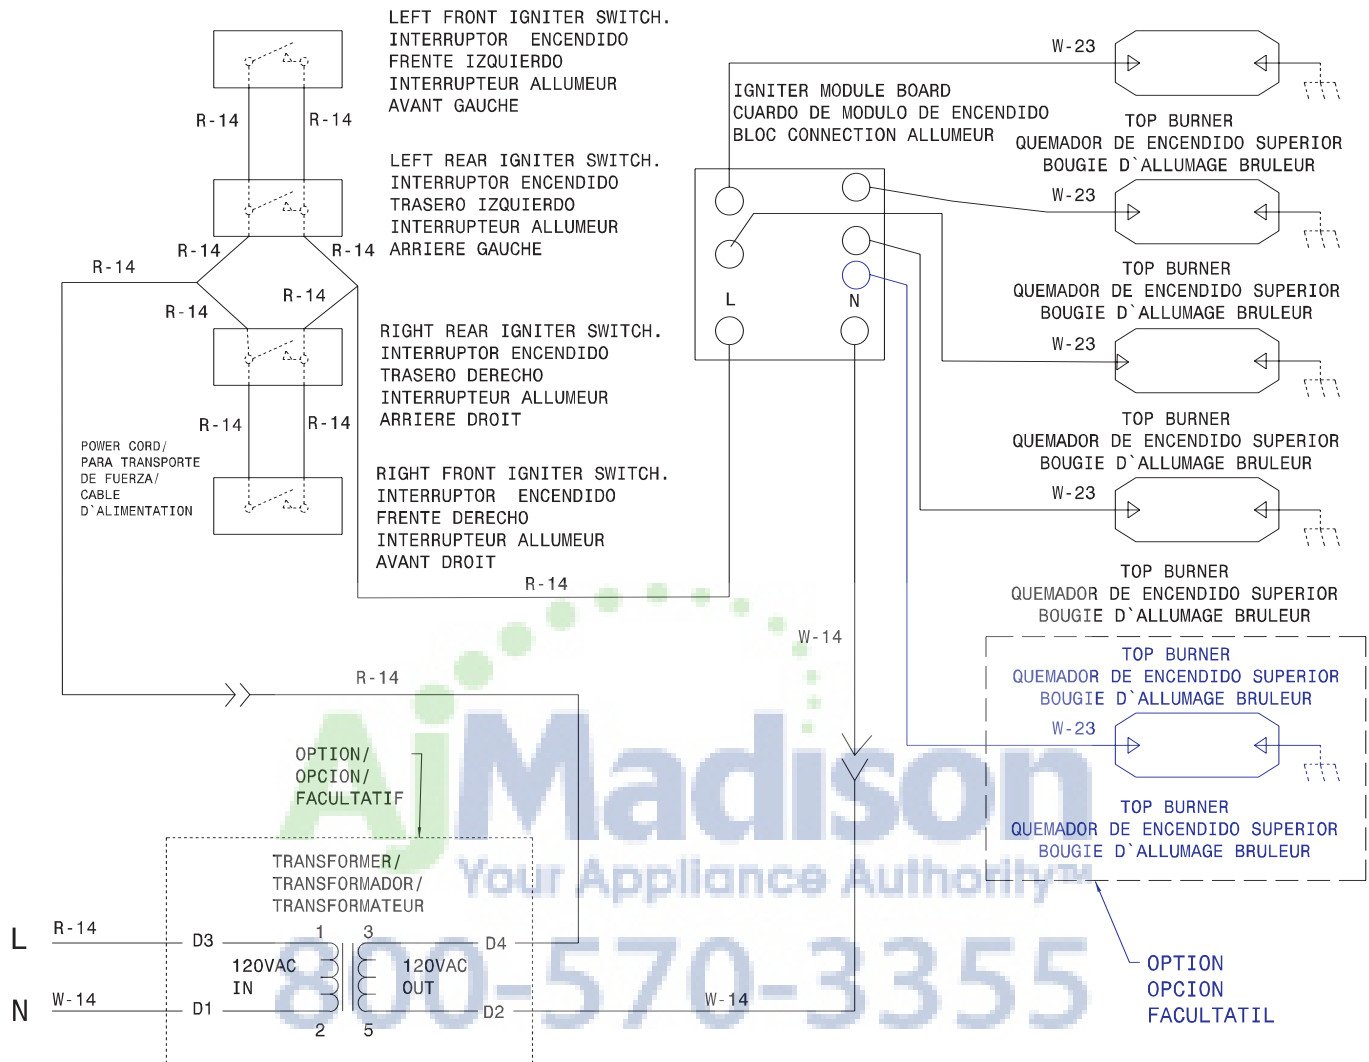 LEFT FRONT IGNITER SWITCH.
INTERRUPTOR ENCENDIDO
FRENTE IZQUIERDO
INTERRUPTEUR ALLUMEUR
AVANT GAUCHE
R-14
R-14
LEFT REAR IGNITER SWITCH.
INTERRUPTOR ENCENDIDO
TRASERO IZQUIERDO
INTERRUPTEUR ALLUMEUR
ARRIERE GAUCHE
R-14
R-14
R-14
R-14
R-14
RIGHT REAR IGNITER SWITCH.
INTERRUPTOR ENCENDIDO
TRASERO DERECHO
INTERRUPTEUR ALLUMEUR
ARRIERE DROIT
R-14
R-14
POWER CORD/
PARA TRANSPORTE
DE FUERZA/
CABLE
D`ALIMENTATION
RIGHT FRONT IGNITER SWITCH.
INTERRUPTOR ENCENDIDO
FRENTE DERECHO
INTERRUPTEUR ALLUMEUR
AVANT DROIT
R-14
IGNITER MODULE BOARD
CUARDO DE MODULO DE ENCENDIDO
BLOC CONNECTION ALLUMEUR
L
N
W-23
TOP BURNER
QUEMADOR DE ENCENDIDO SUPERIOR
BOUGIE D`ALLUMAGE BRULEUR
W-23
TOP BURNER
QUEMADOR DE ENCENDIDO SUPERIOR
BOUGIE D`ALLUMAGE BRULEUR
W-23
TOP BURNER
QUEMADOR DE ENCENDIDO SUPERIOR
BOUGIE D`ALLUMAGE BRULEUR
W-23
TOP BURNER
QUEMADOR DE ENCENDIDO SUPERIOR
BOUGIE D`ALLUMAGE BRULEUR
TOP BURNER
QUEMADOR DE ENCENDIDO SUPERIOR
BOUGIE D`ALLUMAGE BRULEUR
W-23
TOP BURNER
QUEMADOR DE ENCENDIDO SUPERIOR
BOUGIE D`ALLUMAGE BRULEUR
OPTION
OPCION
FACULTATIL
W-14
R-14
OPTION/
OPCION/
FACULTATIF
TRANSFORMER/
TRANSFORMADOR/
TRANSFORMATEUR
L
R-14
D3
1
3
D4
120VAC
IN
120VAC
OUT
N
W-14
D1
2
5
D2
W-14
AjMadison
Your Appliance Authority™
800-570-3355